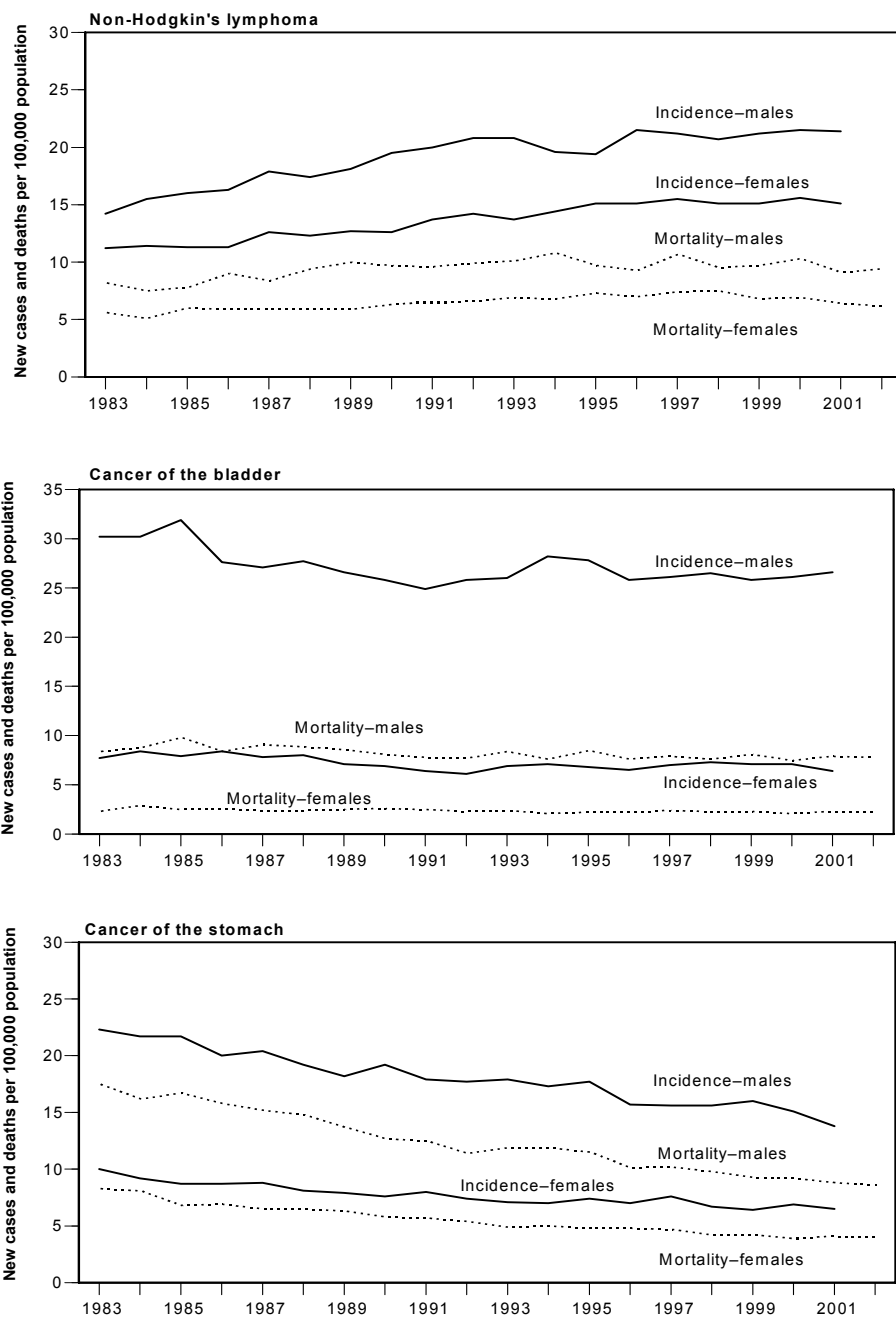 Non-Hodgkin's lymphoma
New cases and deaths per 100,000 population
30
25
20
15
10
5
0
Incidence–males
Incidence–females
Mortality–males
Mortality–females
1983 1985 1987 1989 1991 1993 1995 1997 1999 2001
Cancer of the bladder
New cases and deaths per 100,000 population
35
30
25
20
15
10
5
0
Incidence–males
Mortality–males
Incidence–females
Mortality–females
1983 1985 1987 1989 1991 1993 1995 1997 1999 2001
Cancer of the stomach
New cases and deaths per 100,000 population
30
25
20
15
10
5
0
Incidence–males
Mortality–males
Incidence–females
Mortality–females
1983 1985 1987 1989 1991 1993 1995 1997 1999 2001